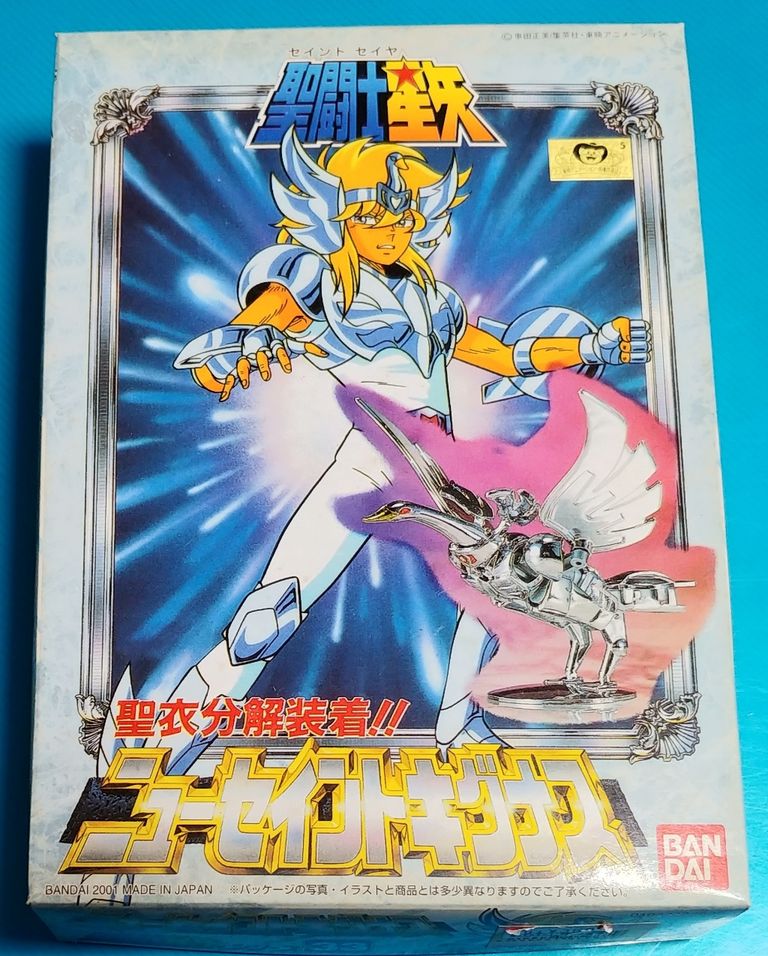 ©車田正美/集英社・東映アニメーション
セイント セイヤ
聖闘士星矢
5
聖衣分解装着!!
ニューセイントキグナス
BAN
DAI
BANDAI 2001 MADE IN JAPAN ※パッケージの写真・イラストと商品とは多少異なりますのでご了承ください。